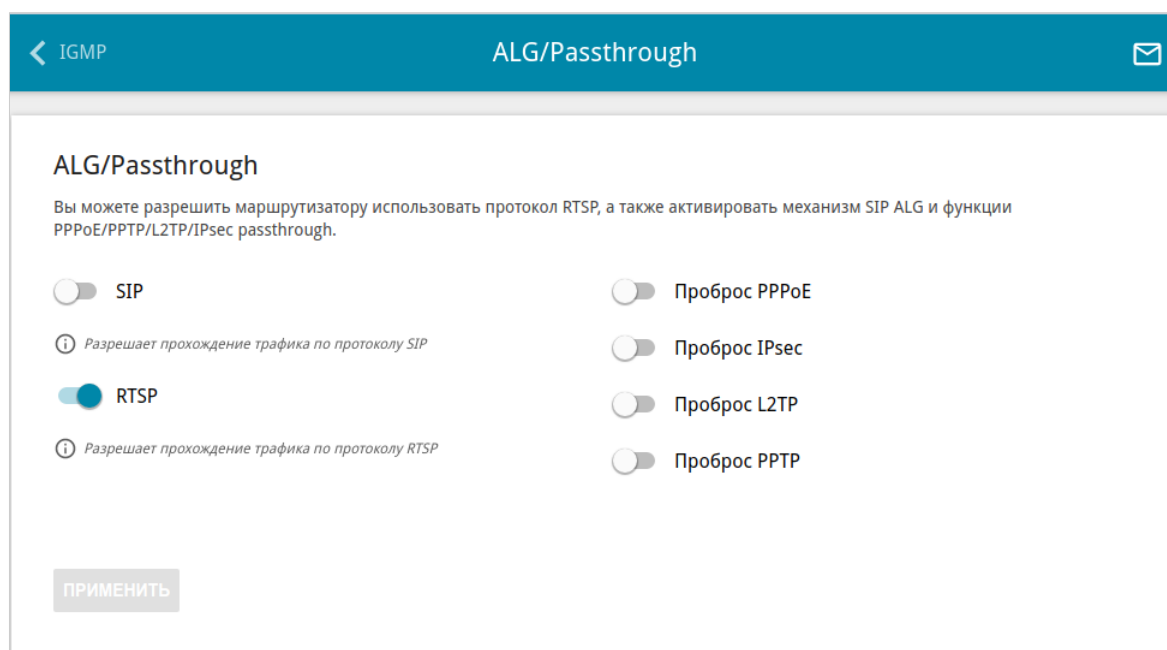 IGMP
ALG/Passthrough
ALG/Passthrough
Вы можете разрешить маршрутизатору использовать протокол RTSP, а также активировать механизм SIP ALG и функции
PPPoE/PPTP/L2TP/IPsec passthrough.
SIP
Разрешает прохождение трафика по протоколу SIP
RTSP
Разрешает прохождение трафика по протоколу RTSP
Проброс PPPoE
Проброс IPsec
Проброс L2TP
Проброс PPTP
ПРИМЕНИТЬ